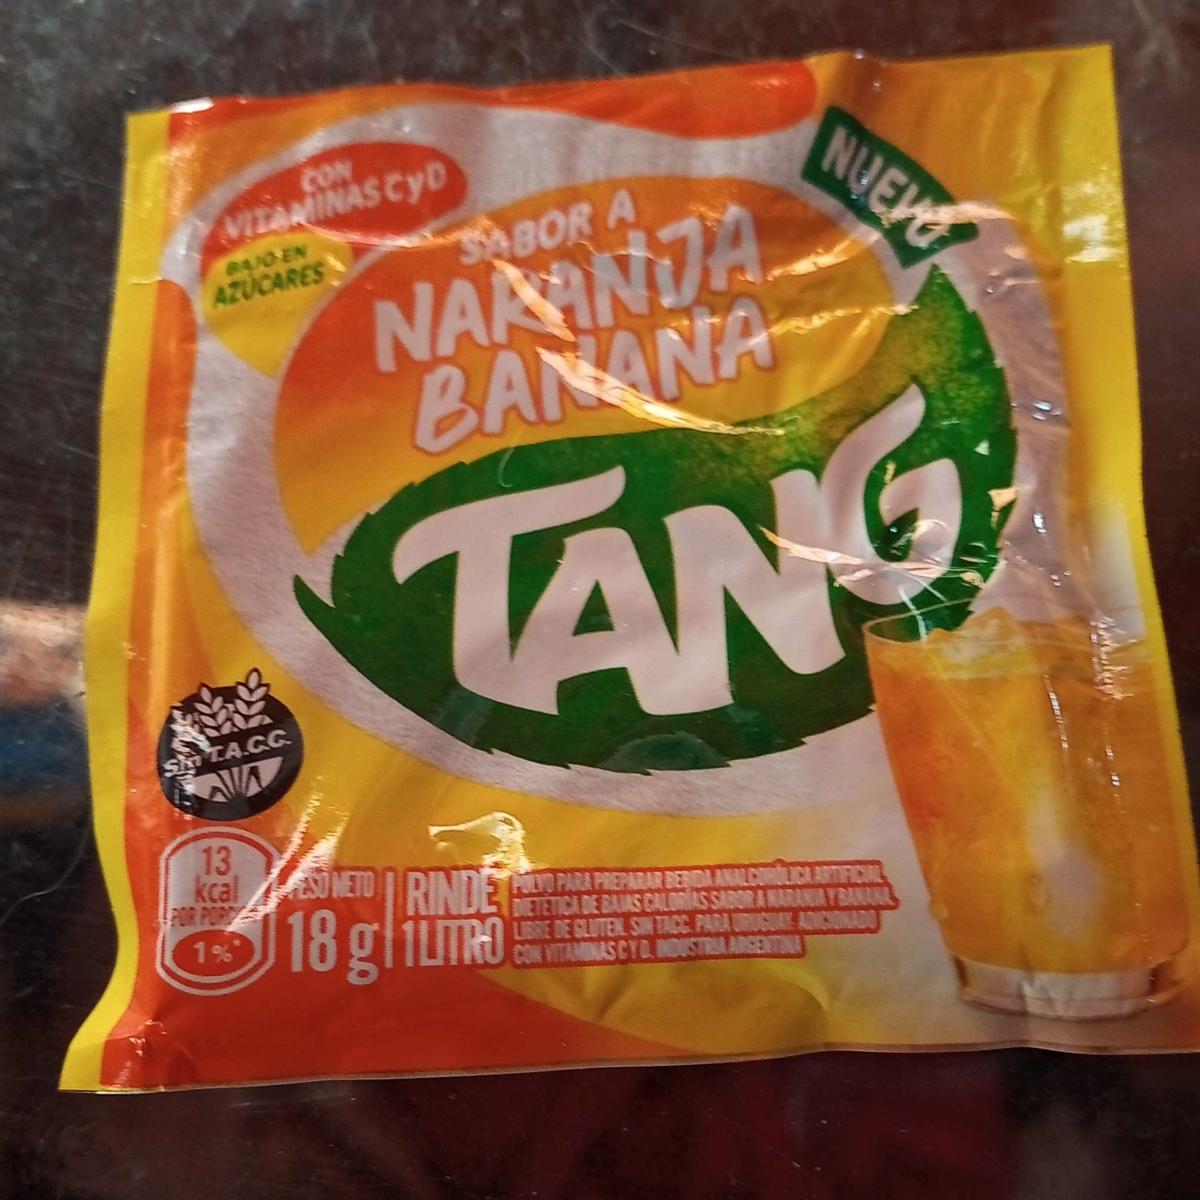 CON
VITAMINAS C y D
BAJO EN
AZÚCARES
NUEVO
SABOR A
NARANJA
BANANA
TANG
SIN T.A.C.C.
13
kcal
POR PORCIÓN
1%*
PESO NETO
18 g
RINDE
1 LITRO
POLVO PARA PREPARAR BEBIDA ANALCOHÓLICA ARTIFICIAL
DIETÉTICA DE BAJAS CALORÍAS SABOR A NARANJA Y BANANA.
LIBRE DE GLUTEN. SIN TACC. PARA URUGUAY: ADICIONADO
CON VITAMINAS C Y D. INDUSTRIA ARGENTINA